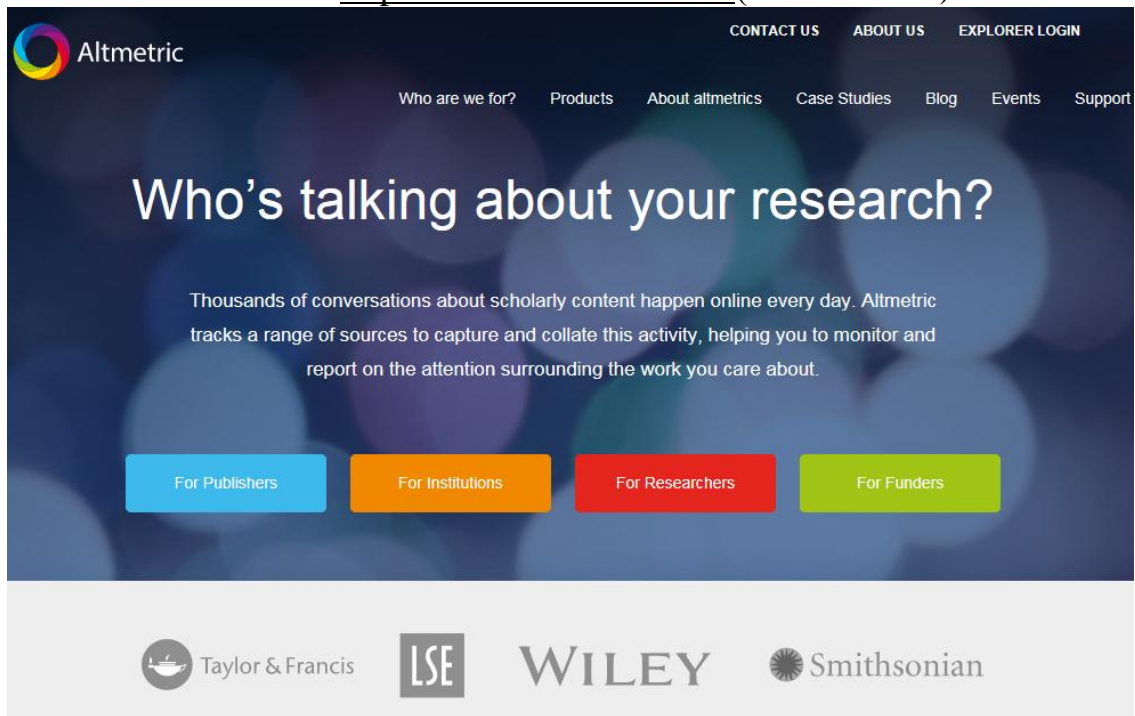 CONTACT US ABOUT US EXPLORER LOGIN
Altmetric
Who are we for? Products About altmetrics Case Studies Blog Events Support
Who's talking about your research?
Thousands of conversations about scholarly content happen online every day. Altmetric
tracks a range of sources to capture and collate this activity, helping you to monitor and
report on the attention surrounding the work you care about.
For Publishers For Institutions For Researchers For Funders
Taylor & Francis LSE WILEY Smithsonian